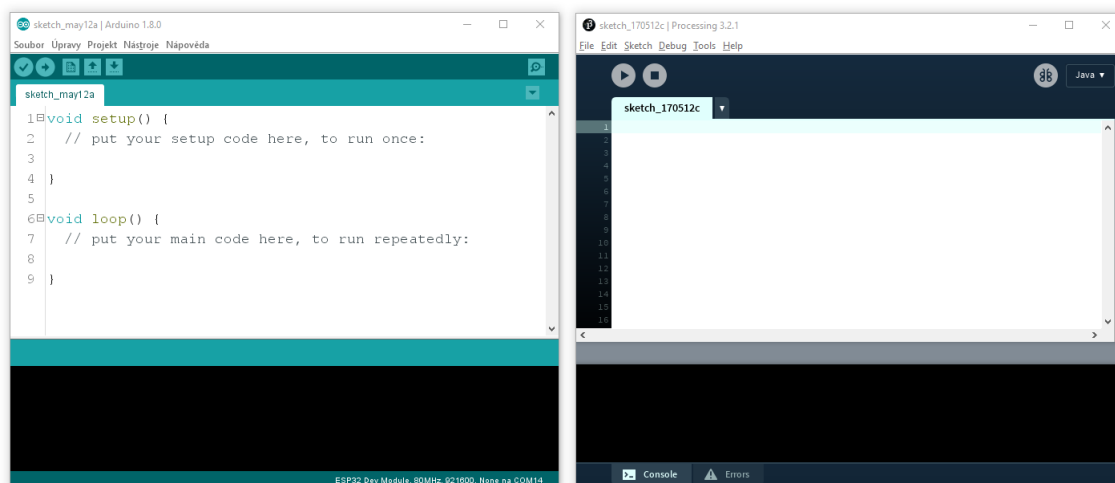 sketch_may12a | Arduino 1.8.0
Soubor Úpravy Projekt Nástroje Nápověda
sketch_may12a
1 void setup() {
2 // put your setup code here, to run once:
3
4 }
5
6 void loop() {
7 // put your main code here, to run repeatedly:
8
9 }
ESP32 Dev Module, 80MHz, 921600, None na COM14
sketch_170512c | Processing 3.2.1
File Edit Sketch Debug Tools Help
Java ▾
sketch_170512c ▾
1
2
3
4
5
6
7
8
9
10
11
12
13
14
15
16
Console Errors